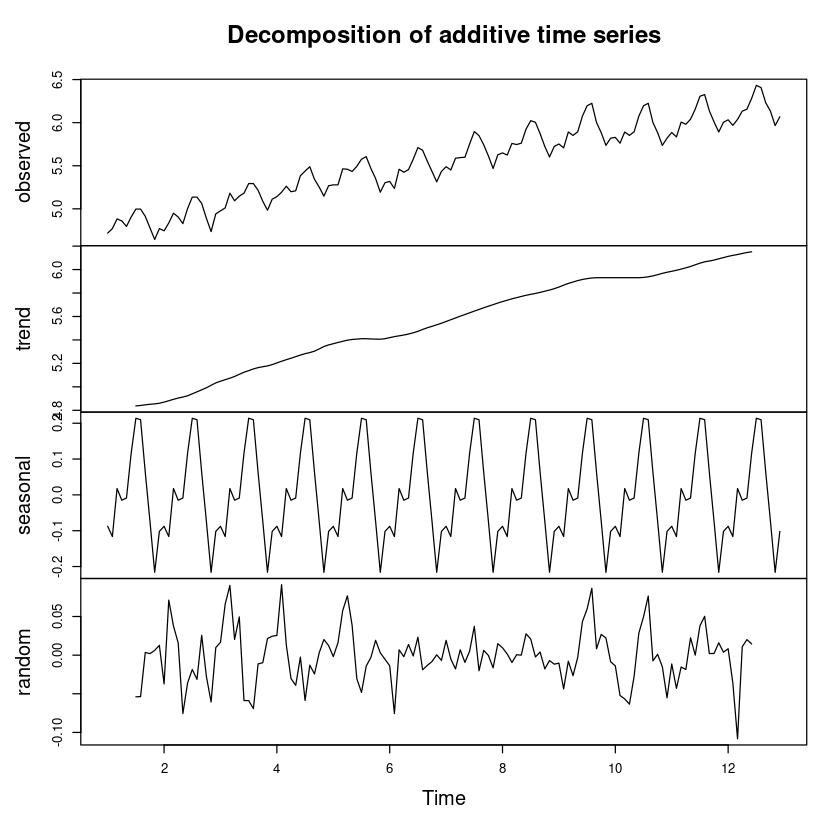 Decomposition of additive time series
observed
5.0 5.5 6.0 6.5
trend
4.8 5.2 5.6 6.0
seasonal
-0.2 -0.1 0.0 0.1 0.2
random
-0.10 0.00 0.05
2 4 6 8 10 12
Time